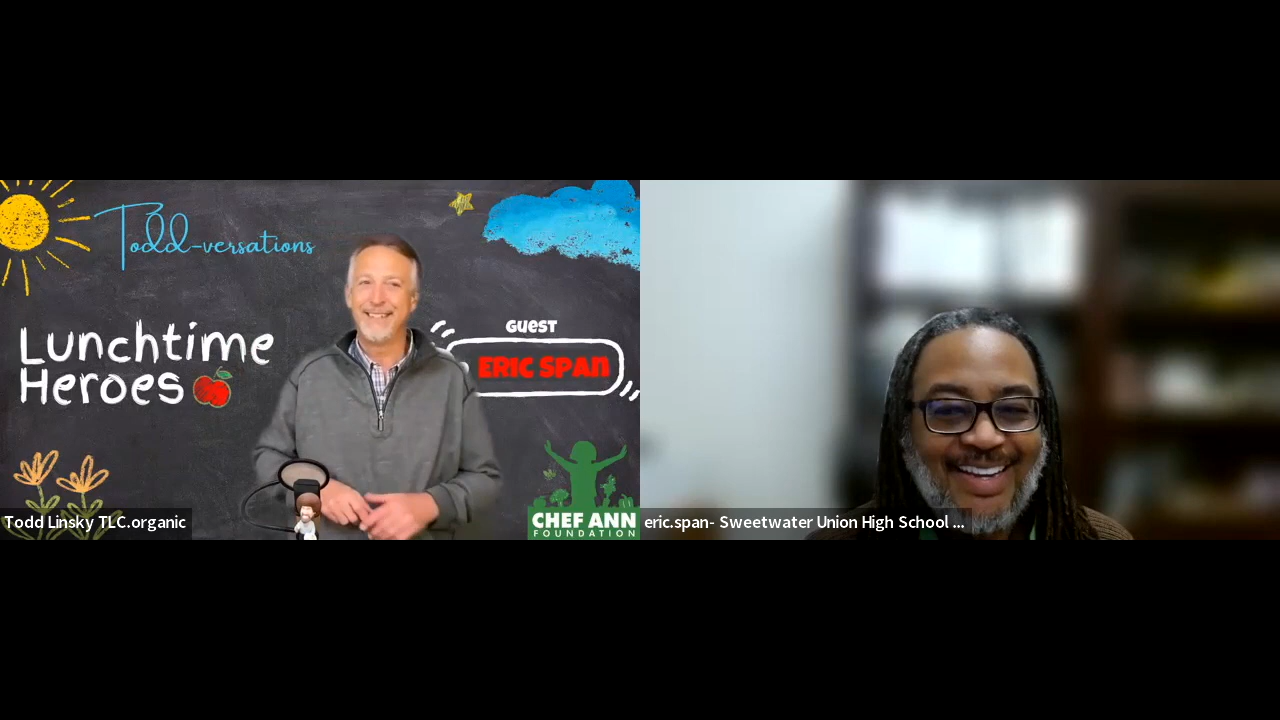 Todd-versations
Lunchtime
Heroes
Guest
Eric Span
CHEF ANN
FOUNDATION
Todd Linsky TLC.organic
eric.span- Sweetwater Union High School ...